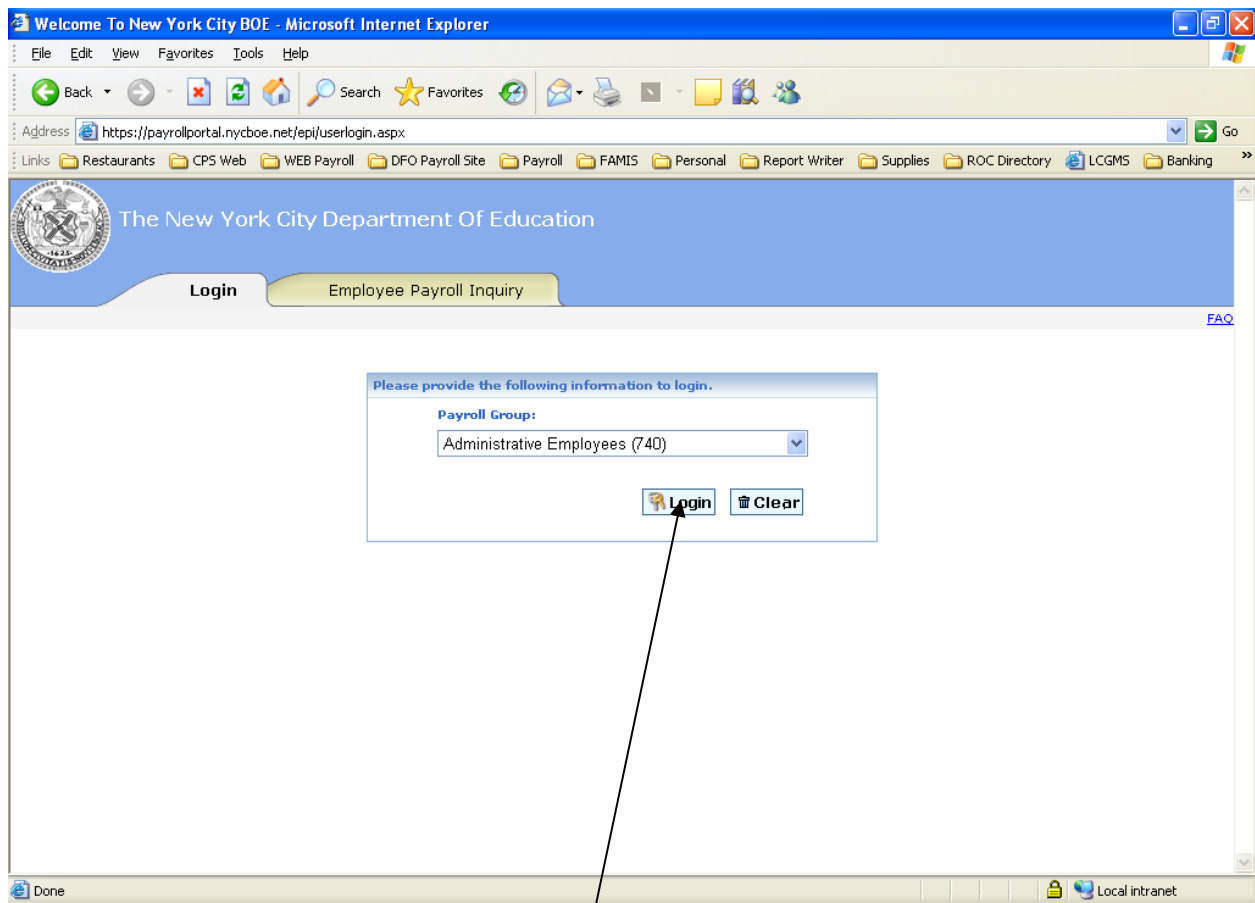 Welcome To New York City BOE - Microsoft Internet Explorer
File Edit View Favorites Tools Help
Back Search Favorites
Address https://payrollportal.nycboe.net/epi/userlogin.aspx Go
Links Restaurants CPS Web WEB Payroll DFO Payroll Site Payroll FAMIS Personal Report Writer Supplies ROC Directory LCGMS Banking »
The New York City Department Of Education
Login Employee Payroll Inquiry
FAQ
Please provide the following information to login.
Payroll Group:
Administrative Employees (740)
Login Clear
Done Local intranet